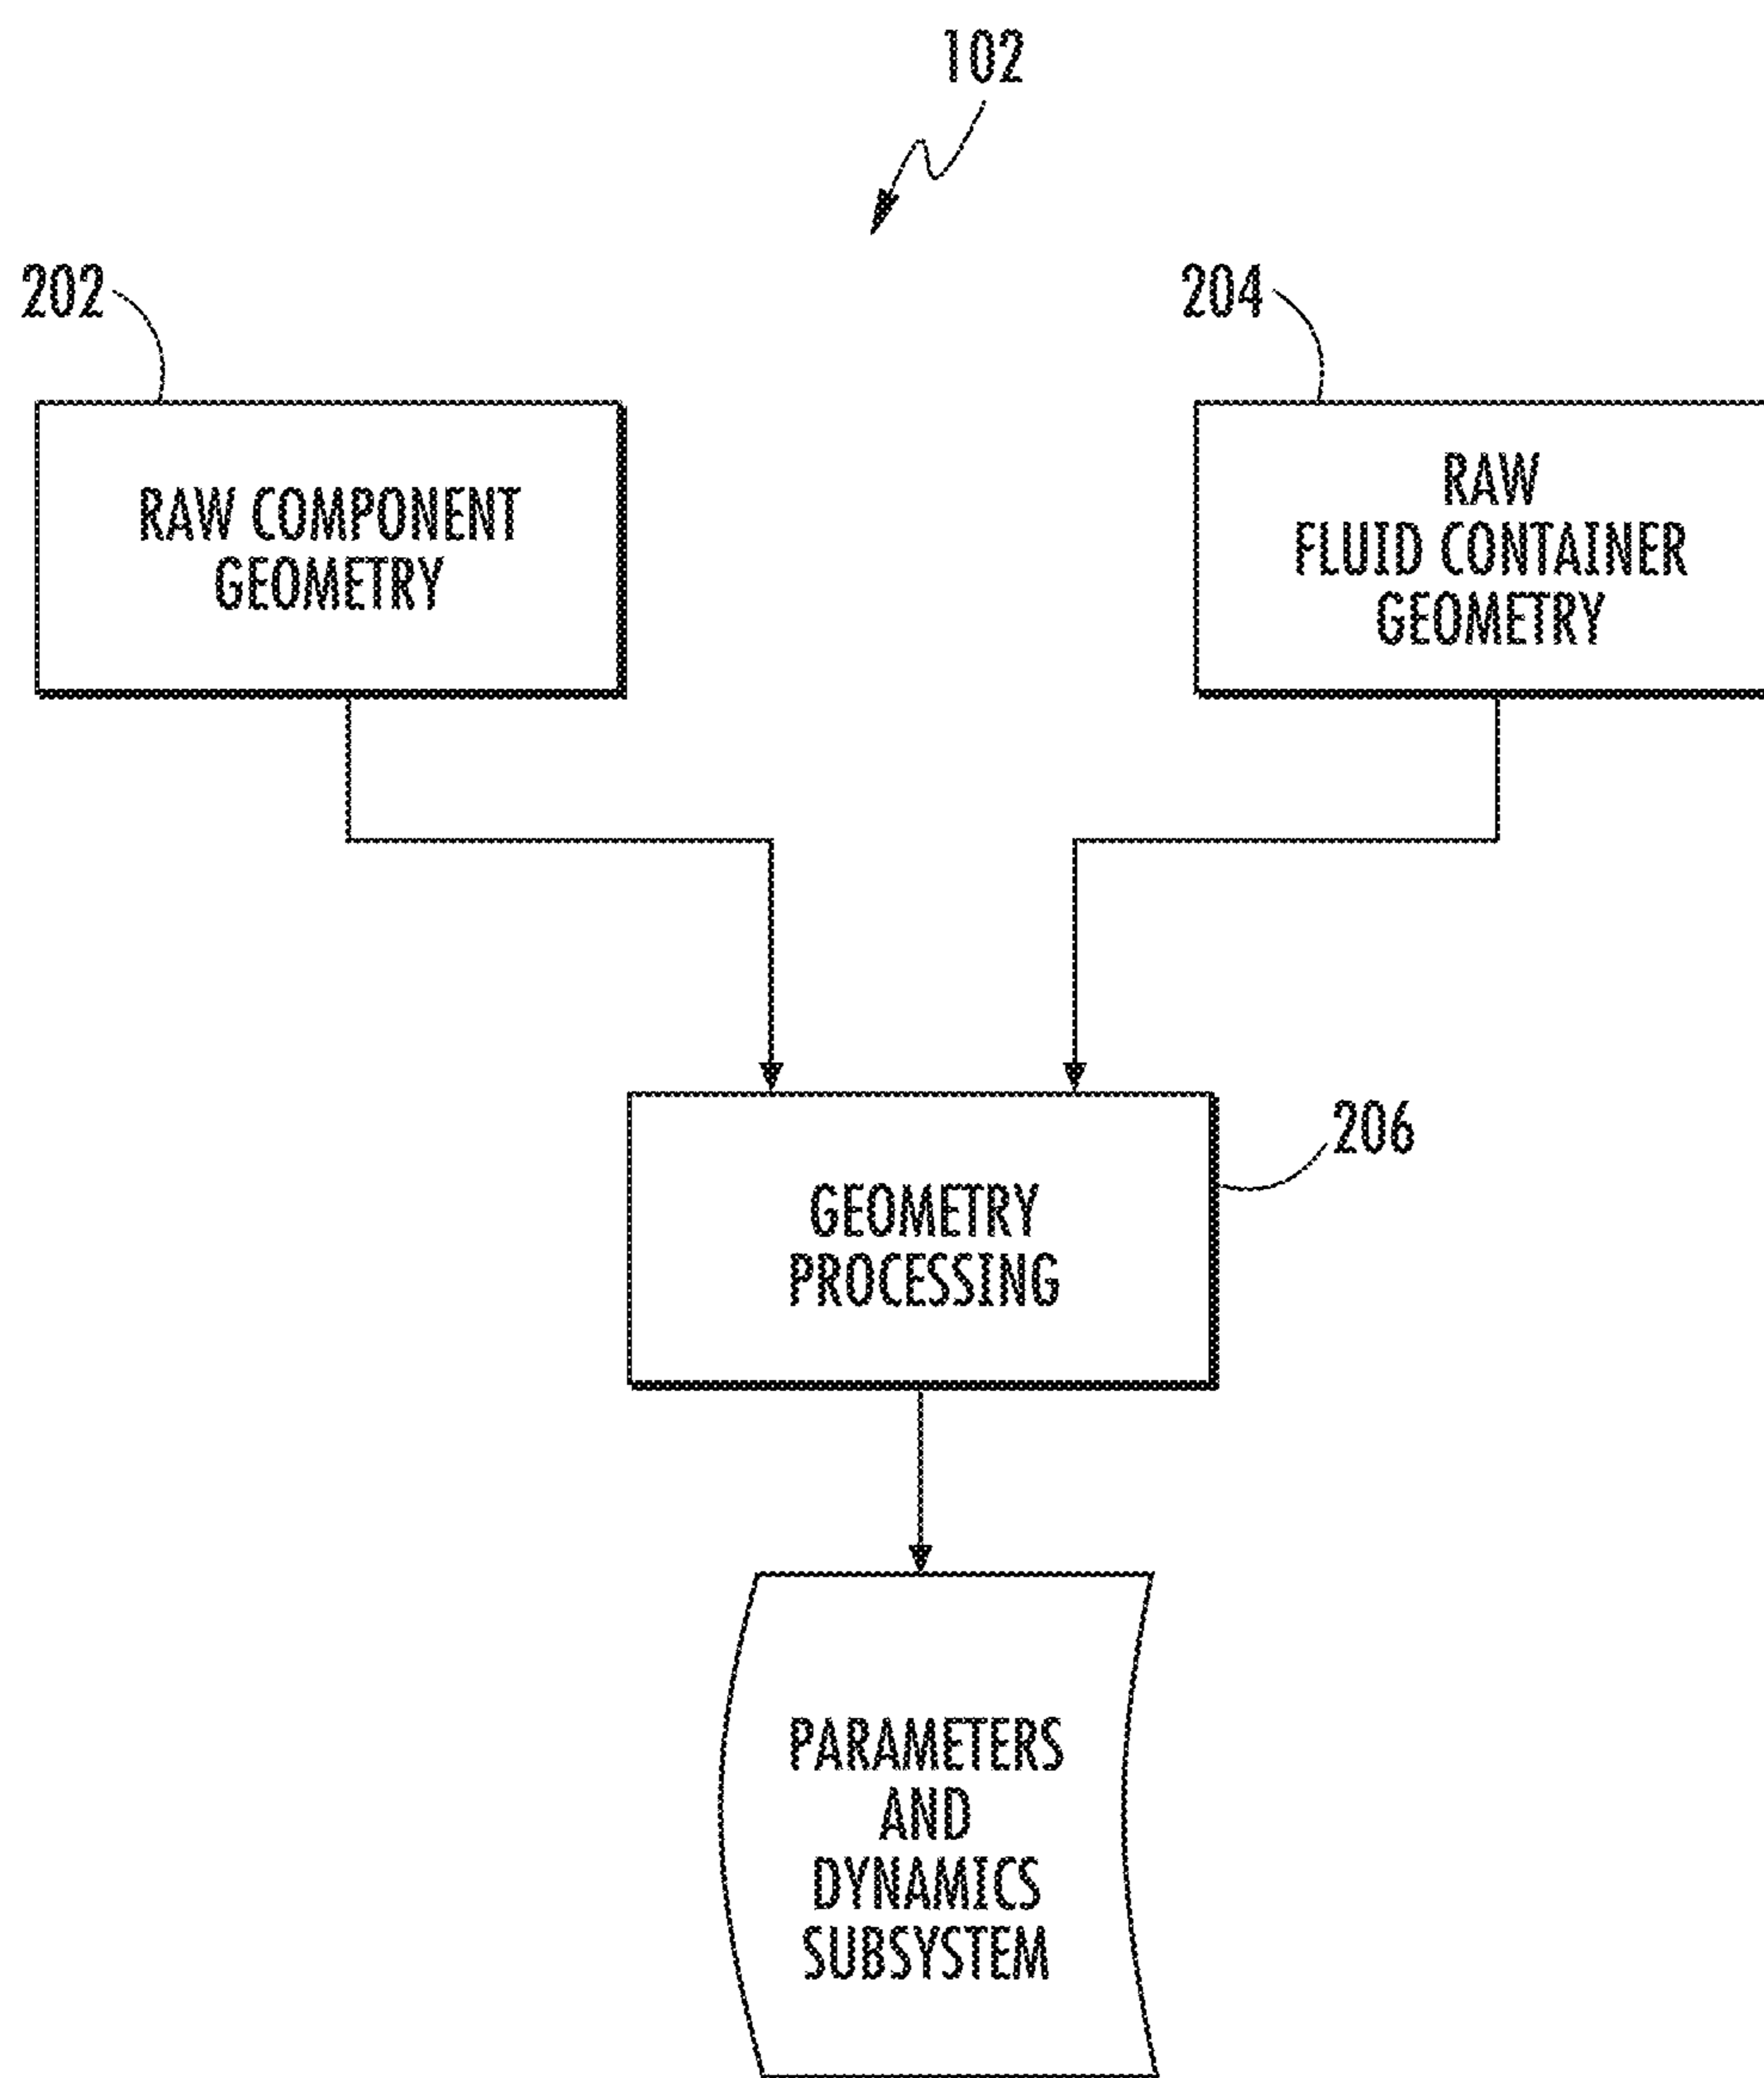 102
202
204
RAW COMPONENT
GEOMETRY
RAW
FLUID CONTAINER
GEOMETRY
206
GEOMETRY
PROCESSING
PARAMETERS
AND
DYNAMICS
SUBSYSTEM